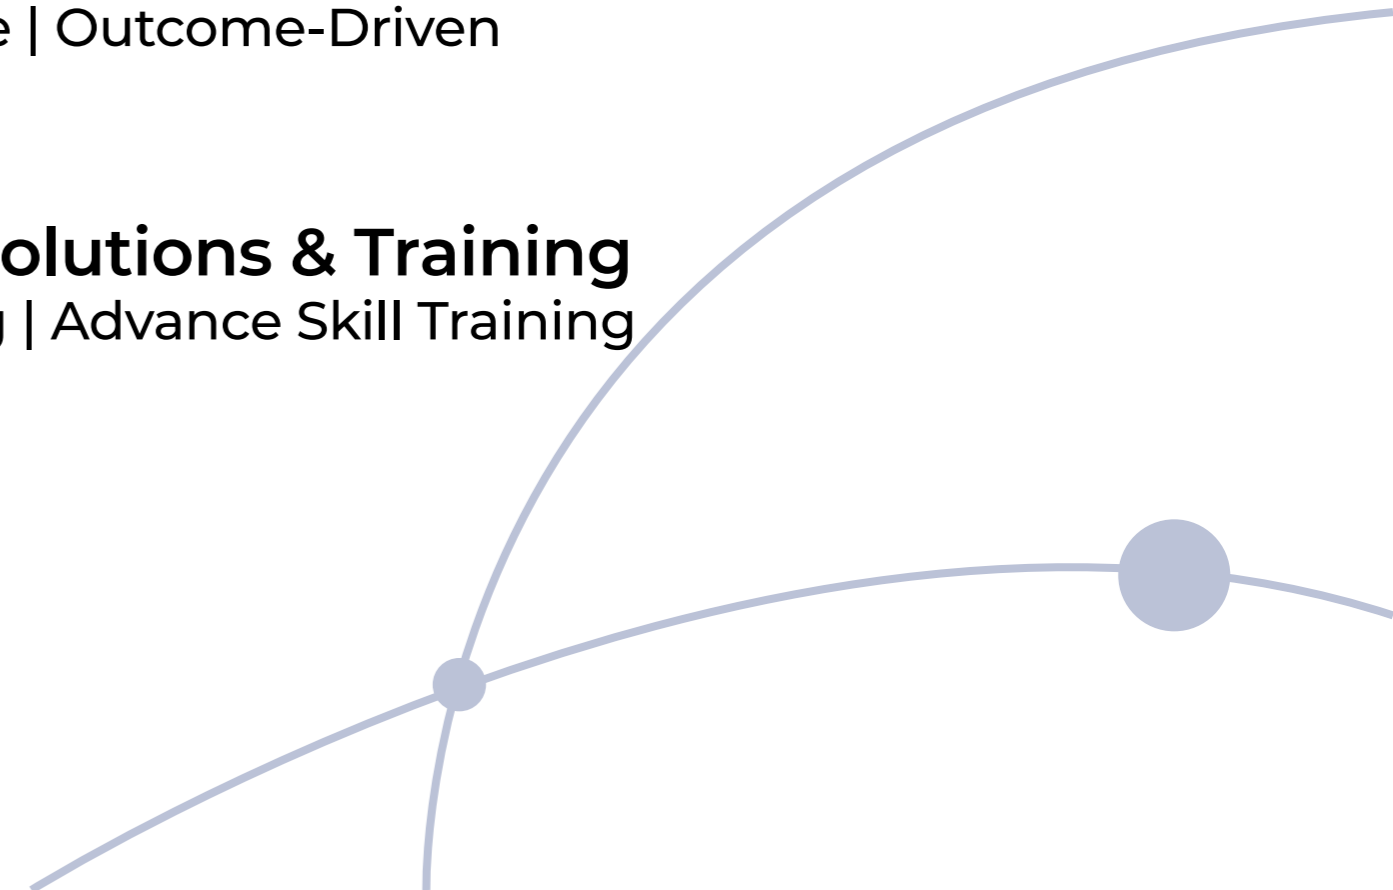 e | Outcome-Driven
olutions & Training
g | Advance Skill Training